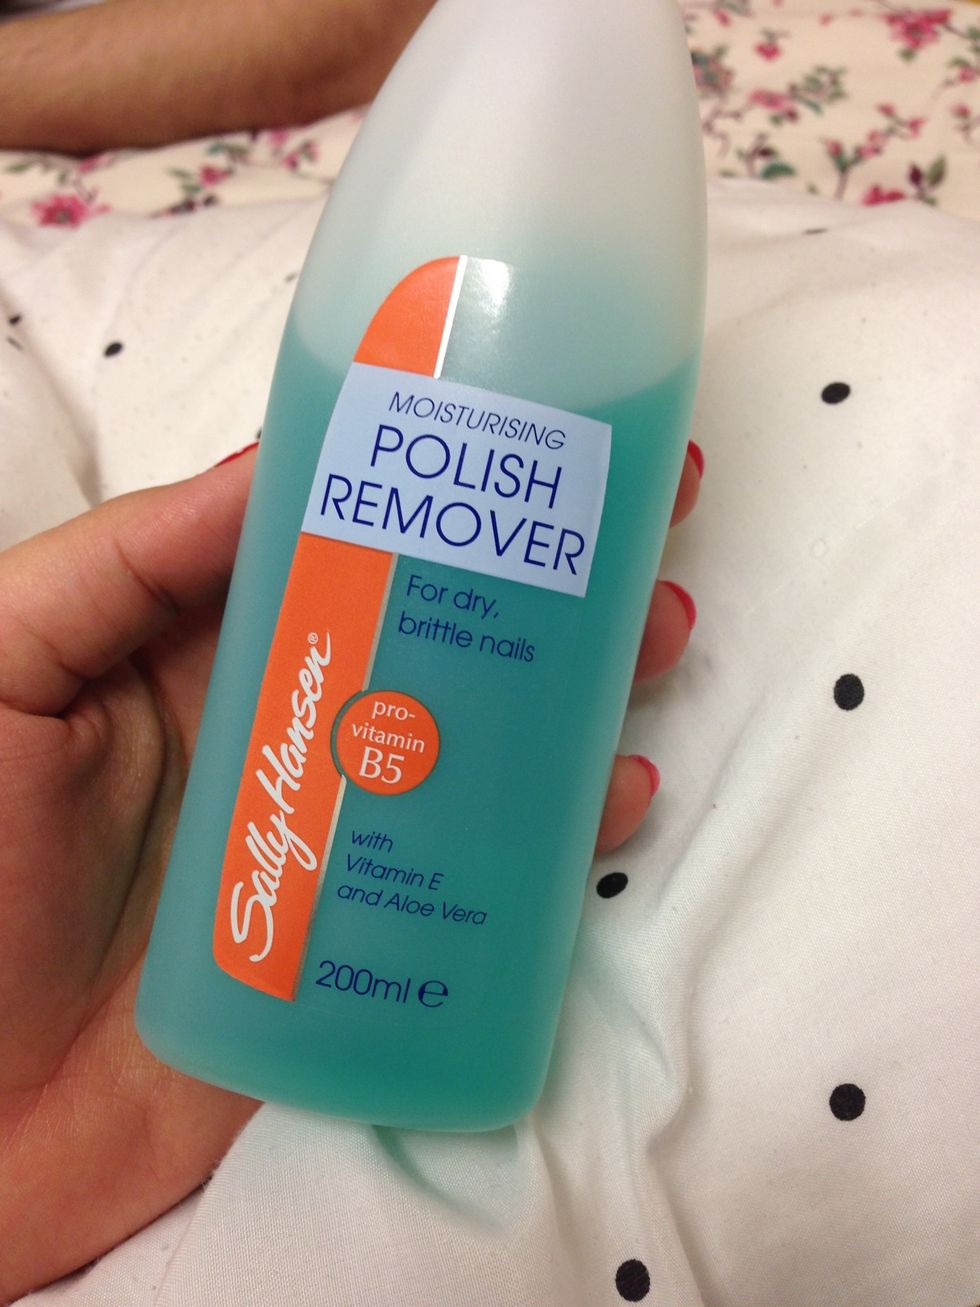 MOISTURISING
POLISH
REMOVER
For dry,
brittle nails
Sally Hansen®
pro-
vitamin
B5
with
Vitamin E
and Aloe Vera
200ml ℮